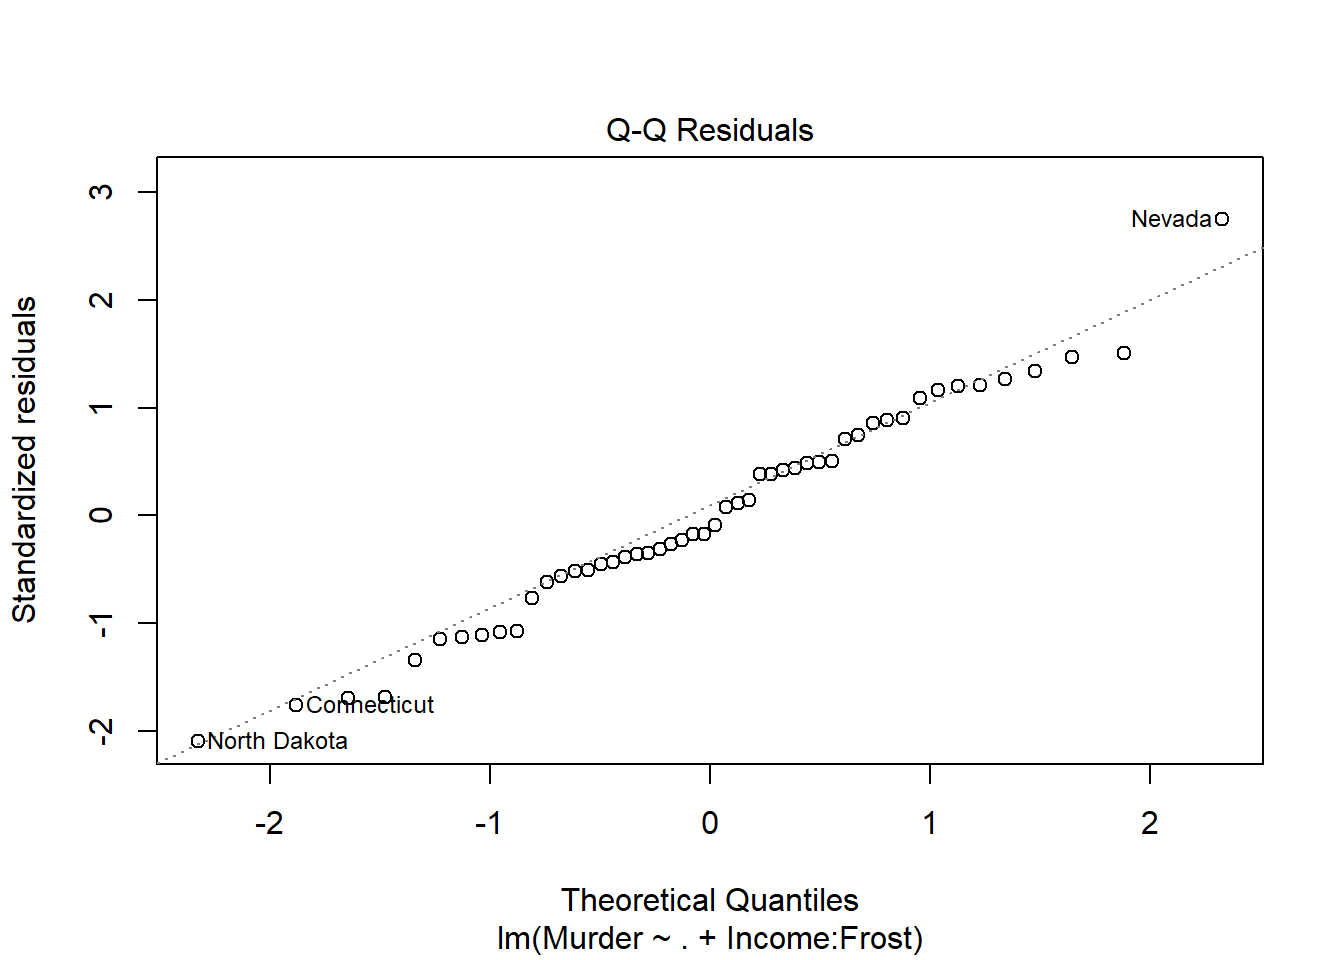 Q-Q Residuals
Standardized residuals
3
2
1
0
-1
-2
Nevada
Connecticut
North Dakota
-2 -1 0 1 2
Theoretical Quantiles
lm(Murder ~ . + Income:Frost)